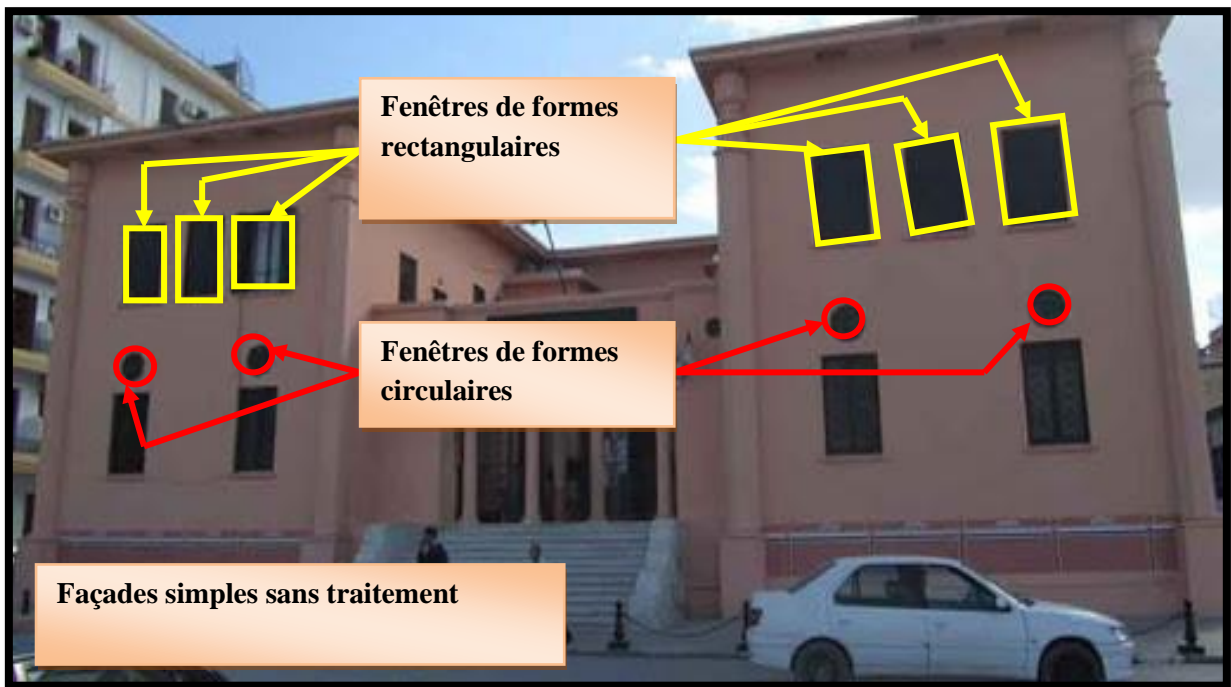 Fenêtres de formes
rectangulaires
Fenêtres de formes
circulaires
Façades simples sans traitement